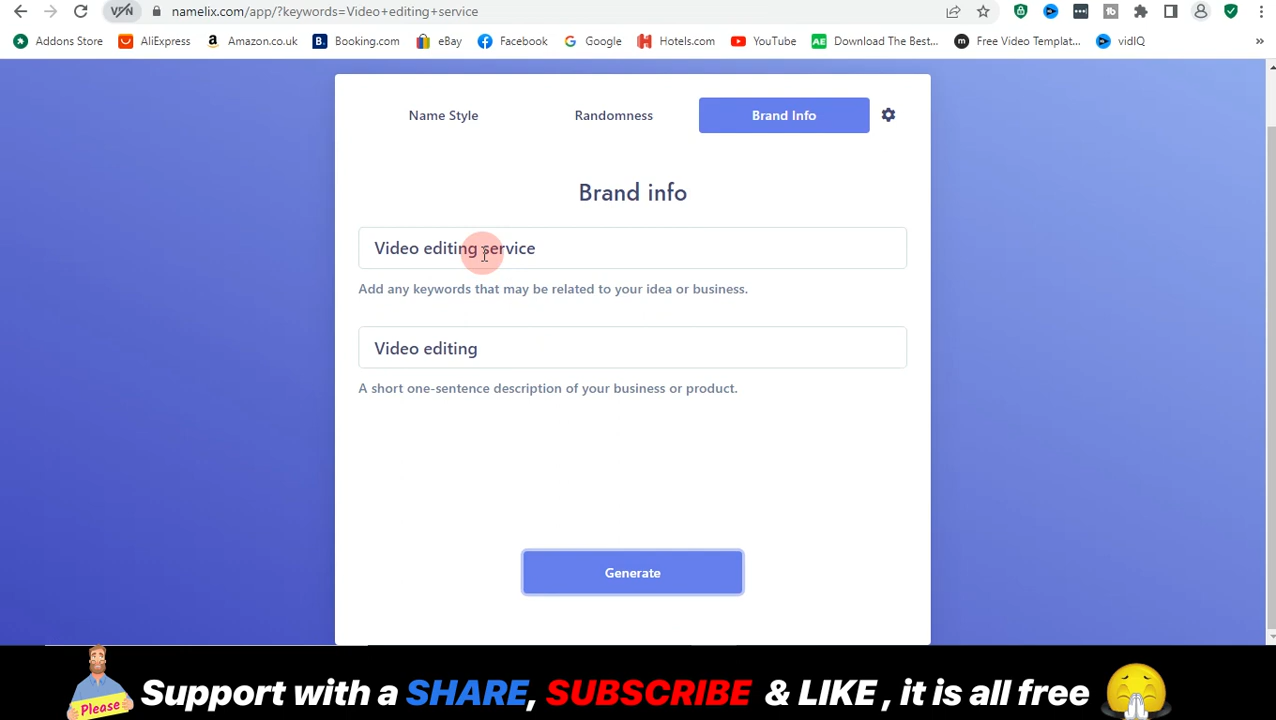 VPN namelix.com/app/?keywords=Video+editing+service
Addons Store AliExpress Amazon.co.uk Booking.com eBay Facebook Google Hotels.com YouTube AE Download The Best... m Free Video Templat... vidIQ »
Name Style Randomness Brand Info
Brand info
Video editing service
Add any keywords that may be related to your idea or business.
Video editing
A short one-sentence description of your business or product.
Generate
Please Support with a SHARE, SUBSCRIBE & LIKE , it is all free